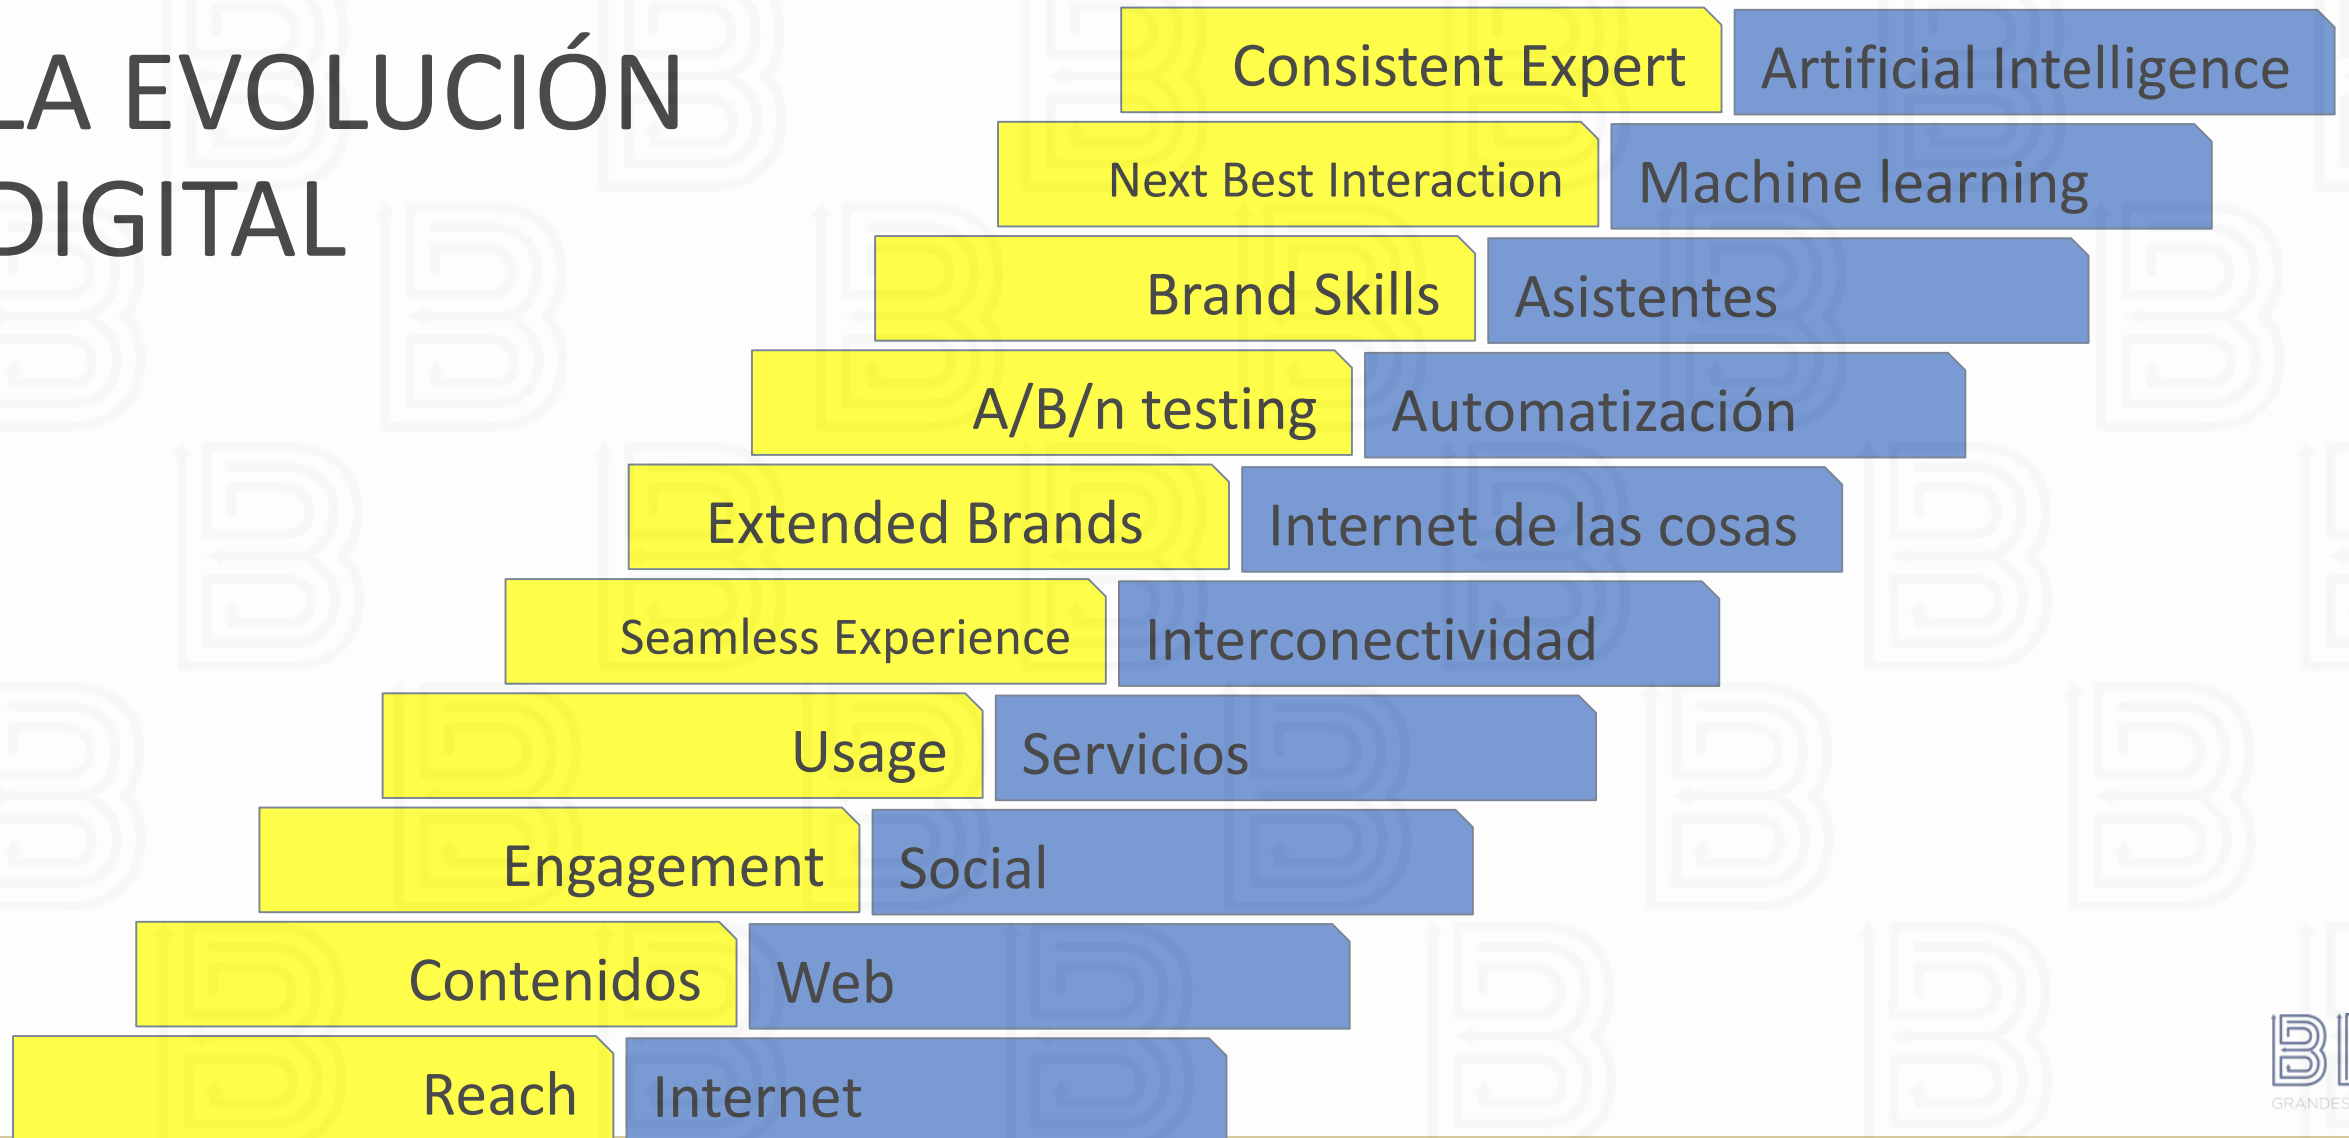 LA EVOLUCIÓN
DIGITAL
Consistent Expert Artificial Intelligence
Next Best Interaction Machine learning
Brand Skills Asistentes
A/B/n testing Automatización
Extended Brands Internet de las cosas
Seamless Experience Interconectividad
Usage Servicios
Engagement Social
Contenidos Web
Reach Internet
B
GRANDES